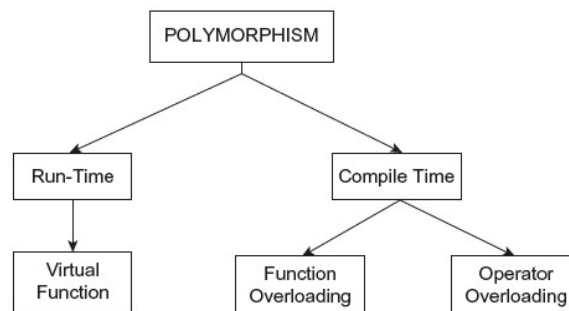 POLYMORPHISM
Run-Time
Compile Time
Virtual
Function
Function
Overloading
Operator
Overloading